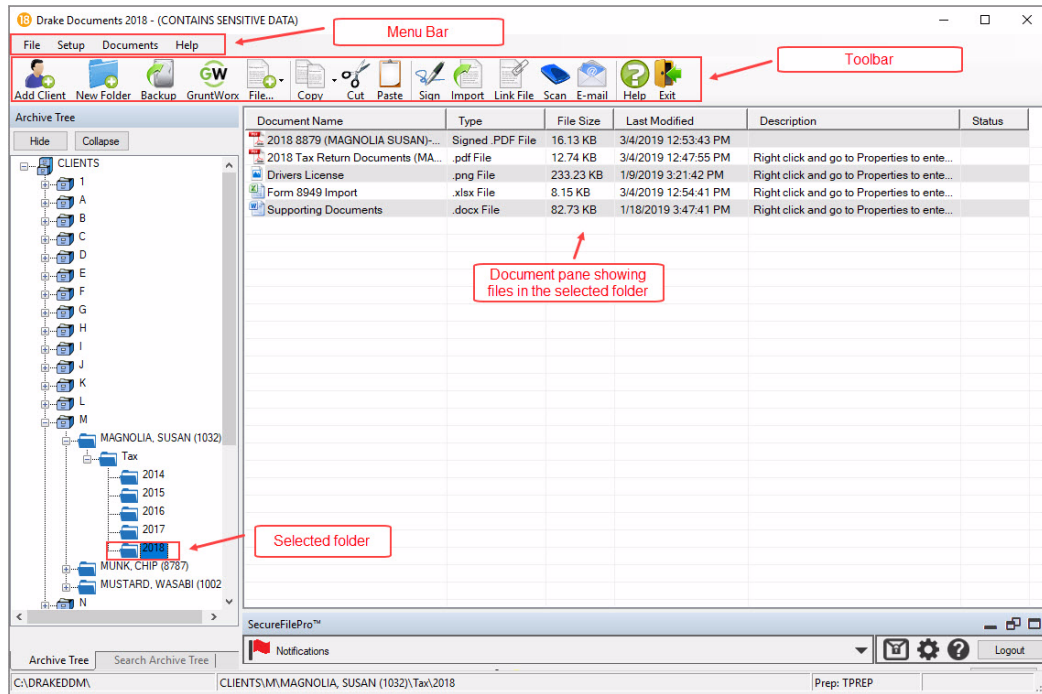 18 Drake Documents 2018 - (CONTAINS SENSITIVE DATA)
Menu Bar
File Setup Documents Help
Toolbar
GW
Add Client New Folder Backup GruntWorx File... Copy Cut Paste Sign Import Link File Scan E-mail Help Exit
Archive Tree
Hide Collapse
Document Name Type File Size Last Modified Description Status
2018 8879 (MAGNOLIA SUSAN)-... Signed .PDF File 16.13 KB 3/4/2019 12:53:43 PM
2018 Tax Return Documents (MA... .pdf File 12.74 KB 3/4/2019 12:47:55 PM Right click and go to Properties to ente...
Drivers License .png File 233.23 KB 1/9/2019 3:21:42 PM Right click and go to Properties to ente...
Form 8949 Import .xlsx File 8.15 KB 3/4/2019 12:54:41 PM Right click and go to Properties to ente...
Supporting Documents .docx File 82.73 KB 1/18/2019 3:47:41 PM Right click and go to Properties to ente...
Document pane showing
files in the selected folder
CLIENTS
1
A
B
C
D
E
F
G
H
I
J
K
L
M
MAGNOLIA, SUSAN (1032)
Tax
2014
2015
2016
2017
2018
Selected folder
MUNK, CHIP (8787)
MUSTARD, WASABI (1002
N
SecureFilePro™
Notifications
Logout
Archive Tree Search Archive Tree
C:\DRAKEDDM\ CLIENTS\M\MAGNOLIA, SUSAN (1032)\Tax\2018 Prep: TPREP